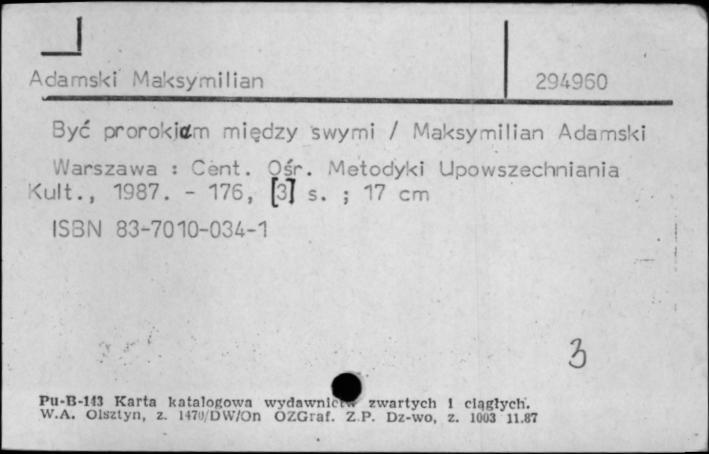 Adamski Maksymilian 294960
Być prorokiem między swymi / Maksymilian Adamski
Warszawa : Cent. Ośr. Metodyki Upowszechniania
Kult., 1987. - 176, [3] s. ; 17 cm
ISBN 83-7010-034-1
3
Pu-B-143 Karta katalogowa wydawnictw zwartych i ciągłych.
W.A. Olsztyn, z. 1470/DW/On OZGraf. Z.P. Dz-wo, z. 1003 11.87